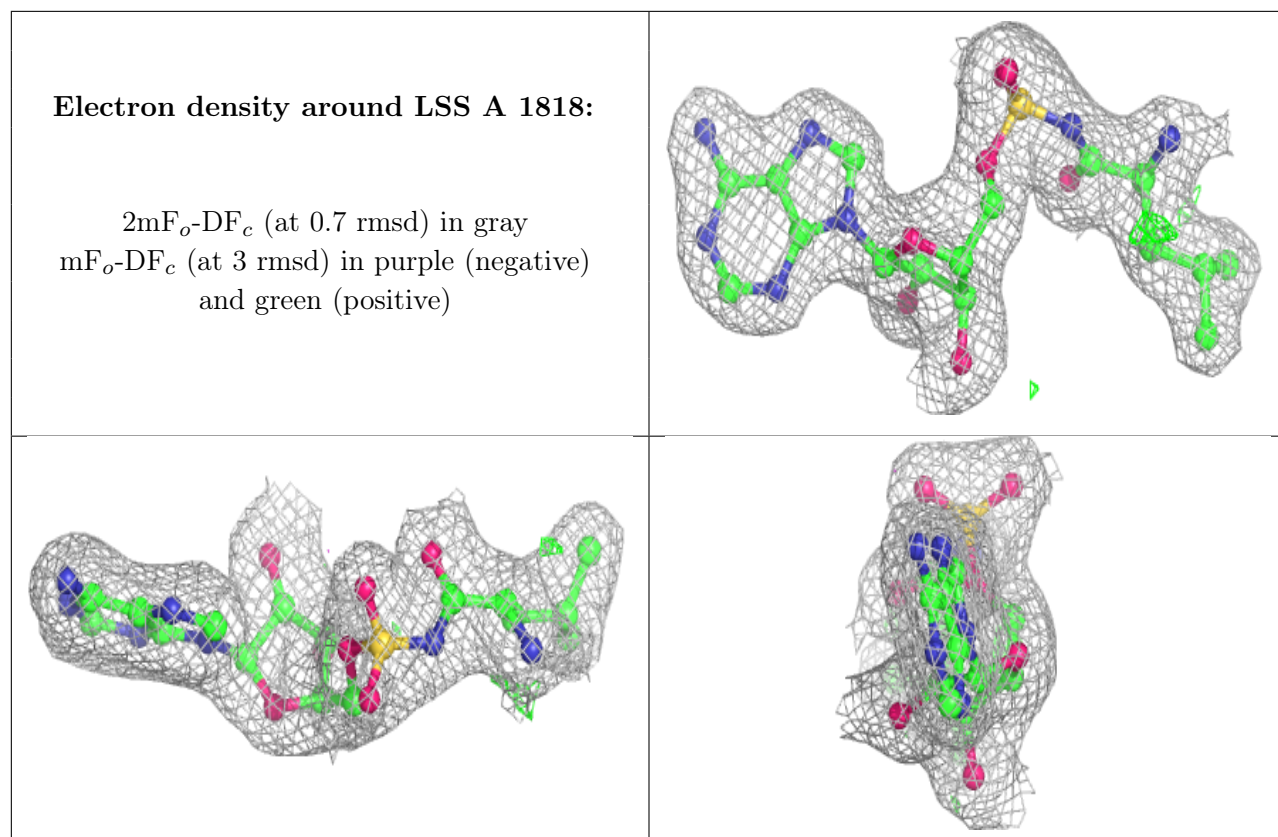 Electron density around LSS A 1818:
2mFo-DFc (at 0.7 rmsd) in gray
mFo-DFc (at 3 rmsd) in purple (negative)
and green (positive)